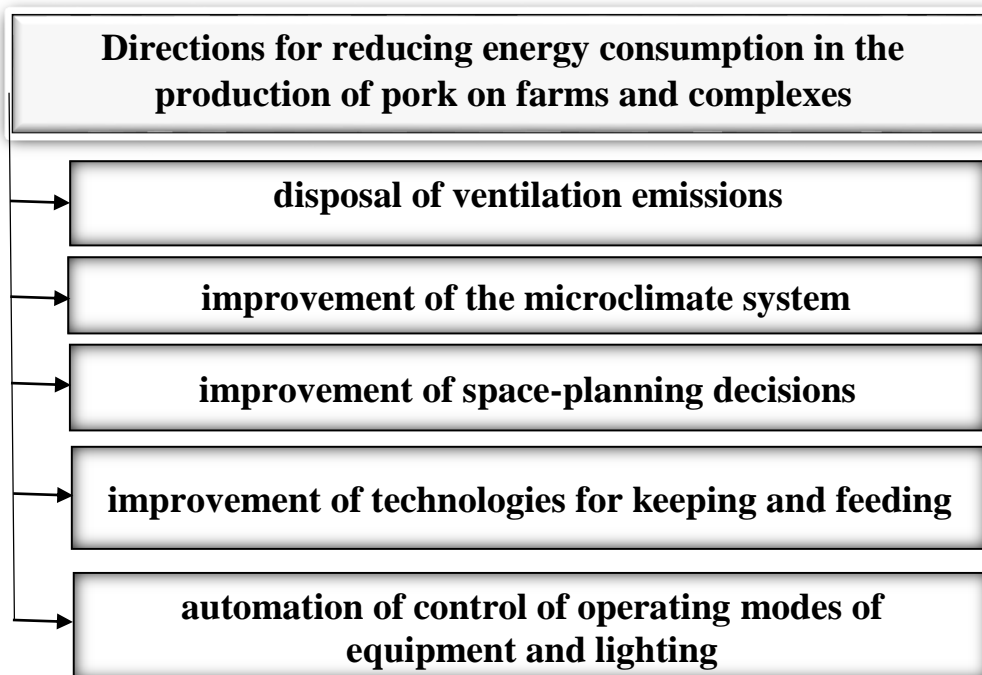 Directions for reducing energy consumption in the
production of pork on farms and complexes
disposal of ventilation emissions
improvement of the microclimate system
improvement of space-planning decisions
improvement of technologies for keeping and feeding
automation of control of operating modes of
equipment and lighting